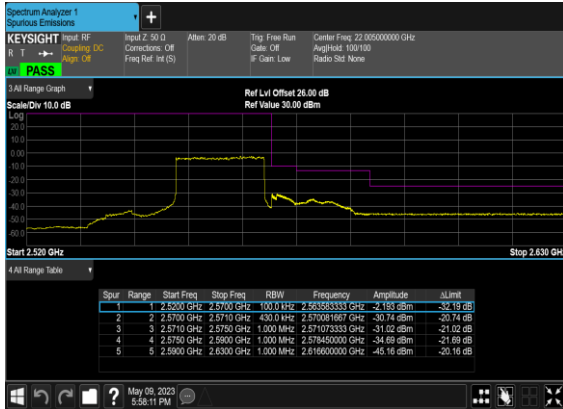 Spectrum Analyzer 1
Spurious Emissions
+
KEYSIGHT Input: RF Input Z: 50 Ω Atten: 20 dB Trig: Free Run Center Freq: 22.005000000 GHz
R T Coupling: DC Corrections: Off Gate: Off Avg|Hold: 100/100
Align: Off Freq Ref: Int (S) IF Gain: Low Radio Std: None
PASS
3 All Range Graph
Ref Lvl Offset 26.00 dB
Scale/Div 10.0 dB Ref Value 30.00 dBm
Log
20.0
10.0
0.00
-10.0
-20.0
-30.0
-40.0
-50.0
-60.0
Start 2.520 GHz Stop 2.630 GH
4 All Range Table
Spur Range Start Freq Stop Freq RBW Frequency Amplitude ΔLimit
1 1 2.5200 GHz 2.5700 GHz 100.0 kHz 2.563583333 GHz -2.193 dBm -32.19 dB
2 2 2.5700 GHz 2.5710 GHz 430.0 kHz 2.570081667 GHz -30.74 dBm -20.74 dB
3 3 2.5710 GHz 2.5750 GHz 1.000 MHz 2.571073333 GHz -31.02 dBm -21.02 dB
4 4 2.5750 GHz 2.5900 GHz 1.000 MHz 2.578450000 GHz -34.69 dBm -21.69 dB
5 5 2.5900 GHz 2.6300 GHz 1.000 MHz 2.616600000 GHz -45.16 dBm -20.16 dB
? May 09, 2023
5:58:11 PM